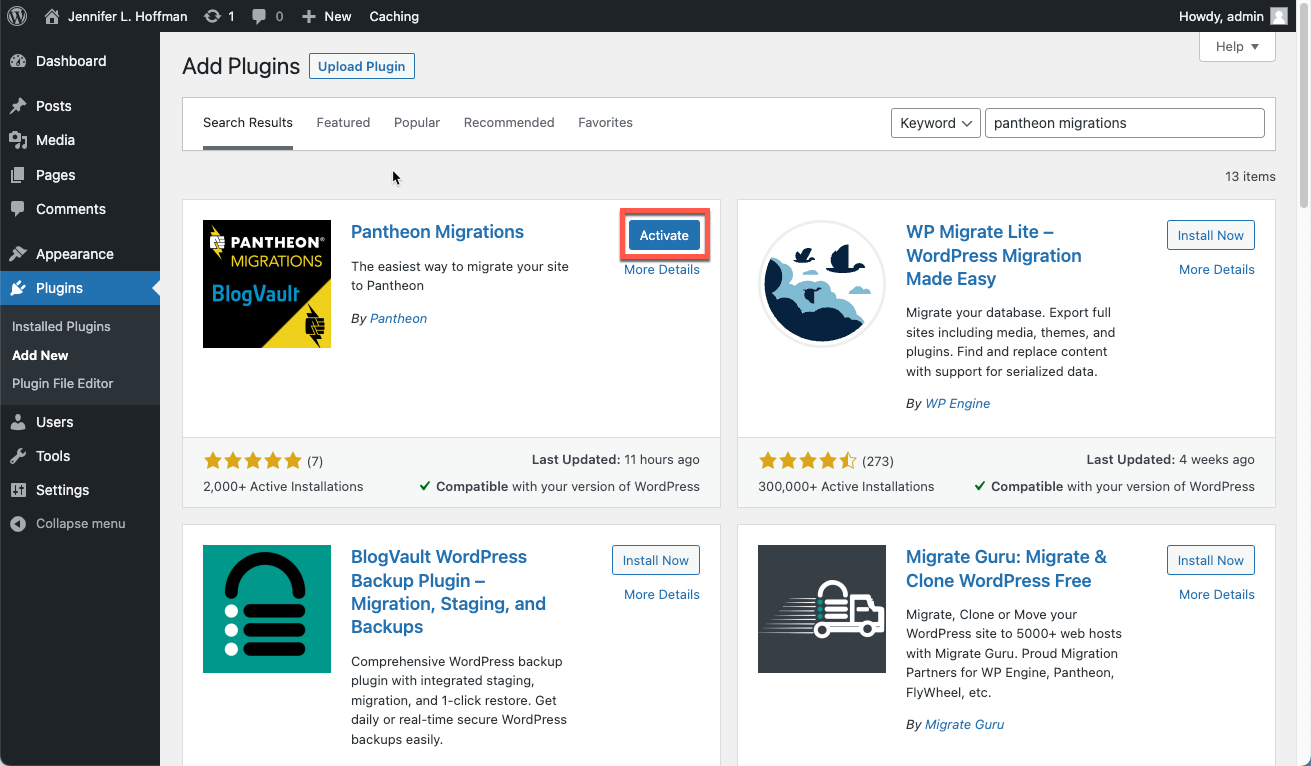 Jennifer L. Hoffman 1 0 New Caching Howdy, admin
Help
Dashboard
Posts
Media
Pages
Comments
Appearance
Plugins
Installed Plugins
Add New
Plugin File Editor
Users
Tools
Settings
Collapse menu
Add Plugins Upload Plugin
Search Results Featured Popular Recommended Favorites Keyword pantheon migrations
13 items
PANTHEON®
MIGRATIONS
BlogVault
Pantheon Migrations
Activate
More Details
The easiest way to migrate your site
to Pantheon
By Pantheon
(7)
Last Updated: 11 hours ago
2,000+ Active Installations
Compatible with your version of WordPress
WP Migrate Lite –
WordPress Migration
Made Easy
Install Now
More Details
Migrate your database. Export full
sites including media, themes, and
plugins. Find and replace content
with support for serialized data.
By WP Engine
(273)
Last Updated: 4 weeks ago
300,000+ Active Installations
Compatible with your version of WordPress
BlogVault WordPress
Backup Plugin –
Migration, Staging, and
Backups
Install Now
More Details
Comprehensive WordPress backup
plugin with integrated staging,
migration, and 1-click restore. Get
daily or real-time secure WordPress
backups easily.
Migrate Guru: Migrate &
Clone WordPress Free
Install Now
More Details
Migrate, Clone or Move your
WordPress site to 5000+ web hosts
with Migrate Guru. Proud Migration
Partners for WP Engine, Pantheon,
FlyWheel, etc.
By Migrate Guru